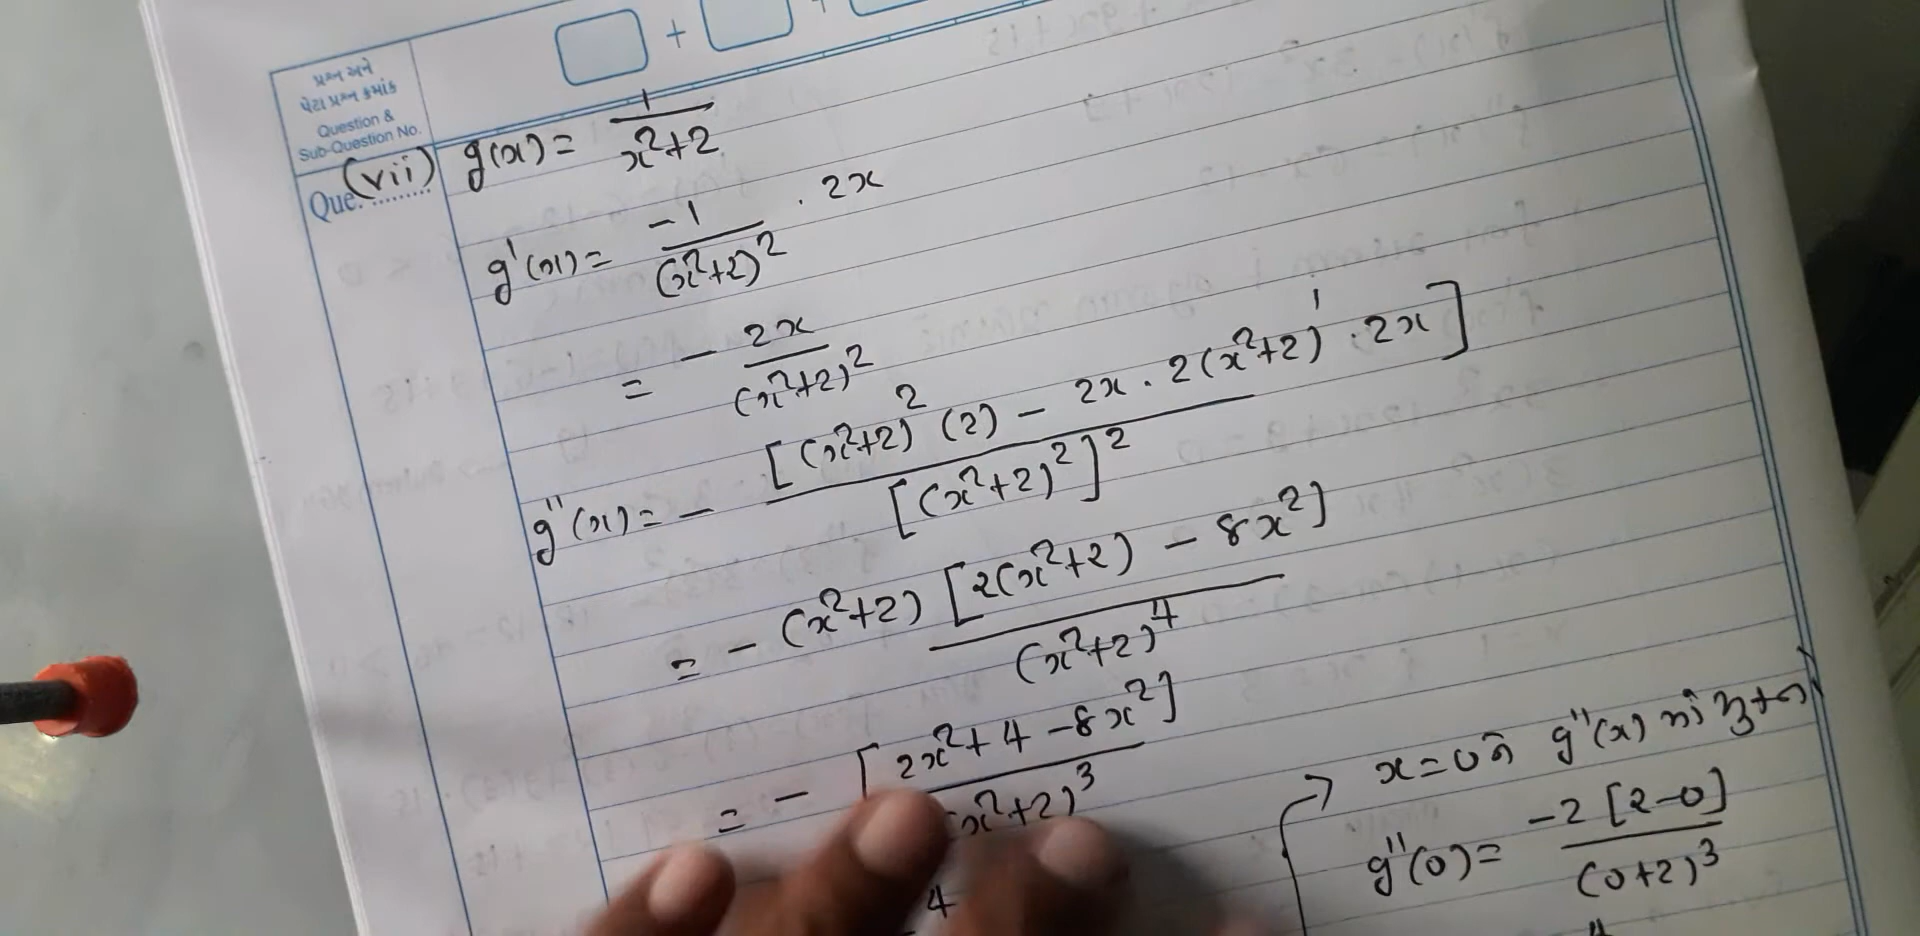 + +
પ્રશ્ન અને
પેટા પ્રશ્ન ક્રમાંક
Question &
Sub-Question No.
Que. (vii) g(x) = 1/(x²+2)
g'(x) = -1/(x²+2)² . 2x
= - 2x/(x²+2)²
g''(x) = - [(x²+2)² (2) - 2x . 2(x²+2)¹ . 2x]/[(x²+2)²]²
= - (x²+2) [2(x²+2) - 8x²]/(x²+2)⁴
= - [2x²+4-8x²]/(x²+2)³
4
→ x=0 ને g''(x) માં
g''(0) = -2[2-0]/(0+2)³